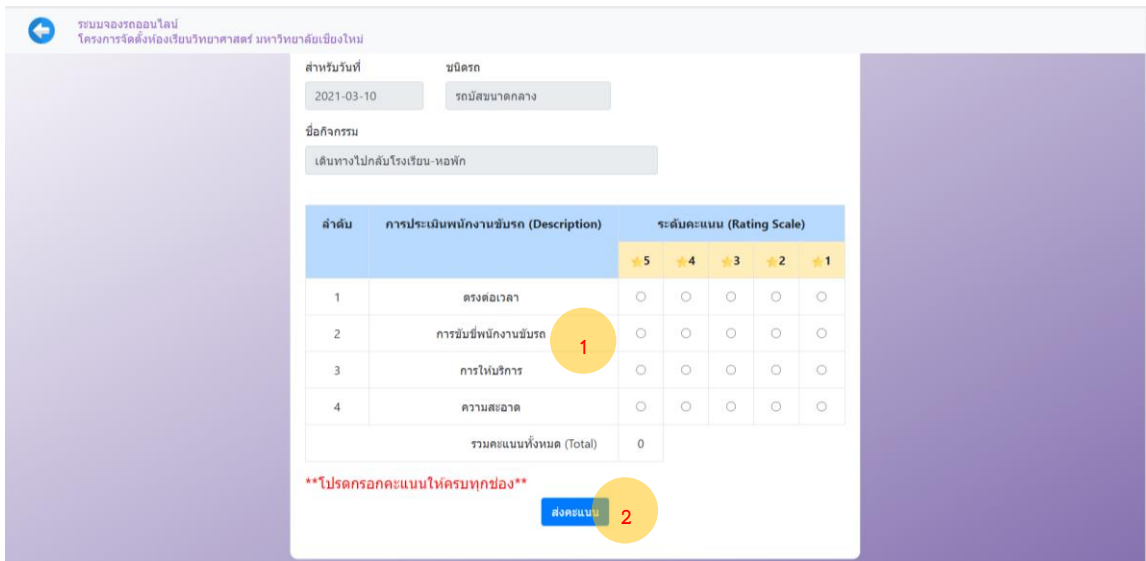 ระบบจองรถออนไลน์
โครงการจัดตั้งห้องเรียนวิทยาศาสตร์ มหาวิทยาลัยเชียงใหม่
สำหรับวันที่ ชนิดรถ
2021-03-10 รถบัสขนาดกลาง
ชื่อกิจกรรม
เดินทางไปกลับโรงเรียน-หอพัก
ลำดับ การประเมินพนักงานขับรถ (Description) ระดับคะแนน (Rating Scale)
5 4 3 2 1
1 ตรงต่อเวลา
2 การขับขี่พนักงานขับรถ 1
3 การให้บริการ
4 ความสะอาด
รวมคะแนนทั้งหมด (Total) 0
**โปรดกรอกคะแนนให้ครบทุกช่อง**
ส่งคะแนน 2